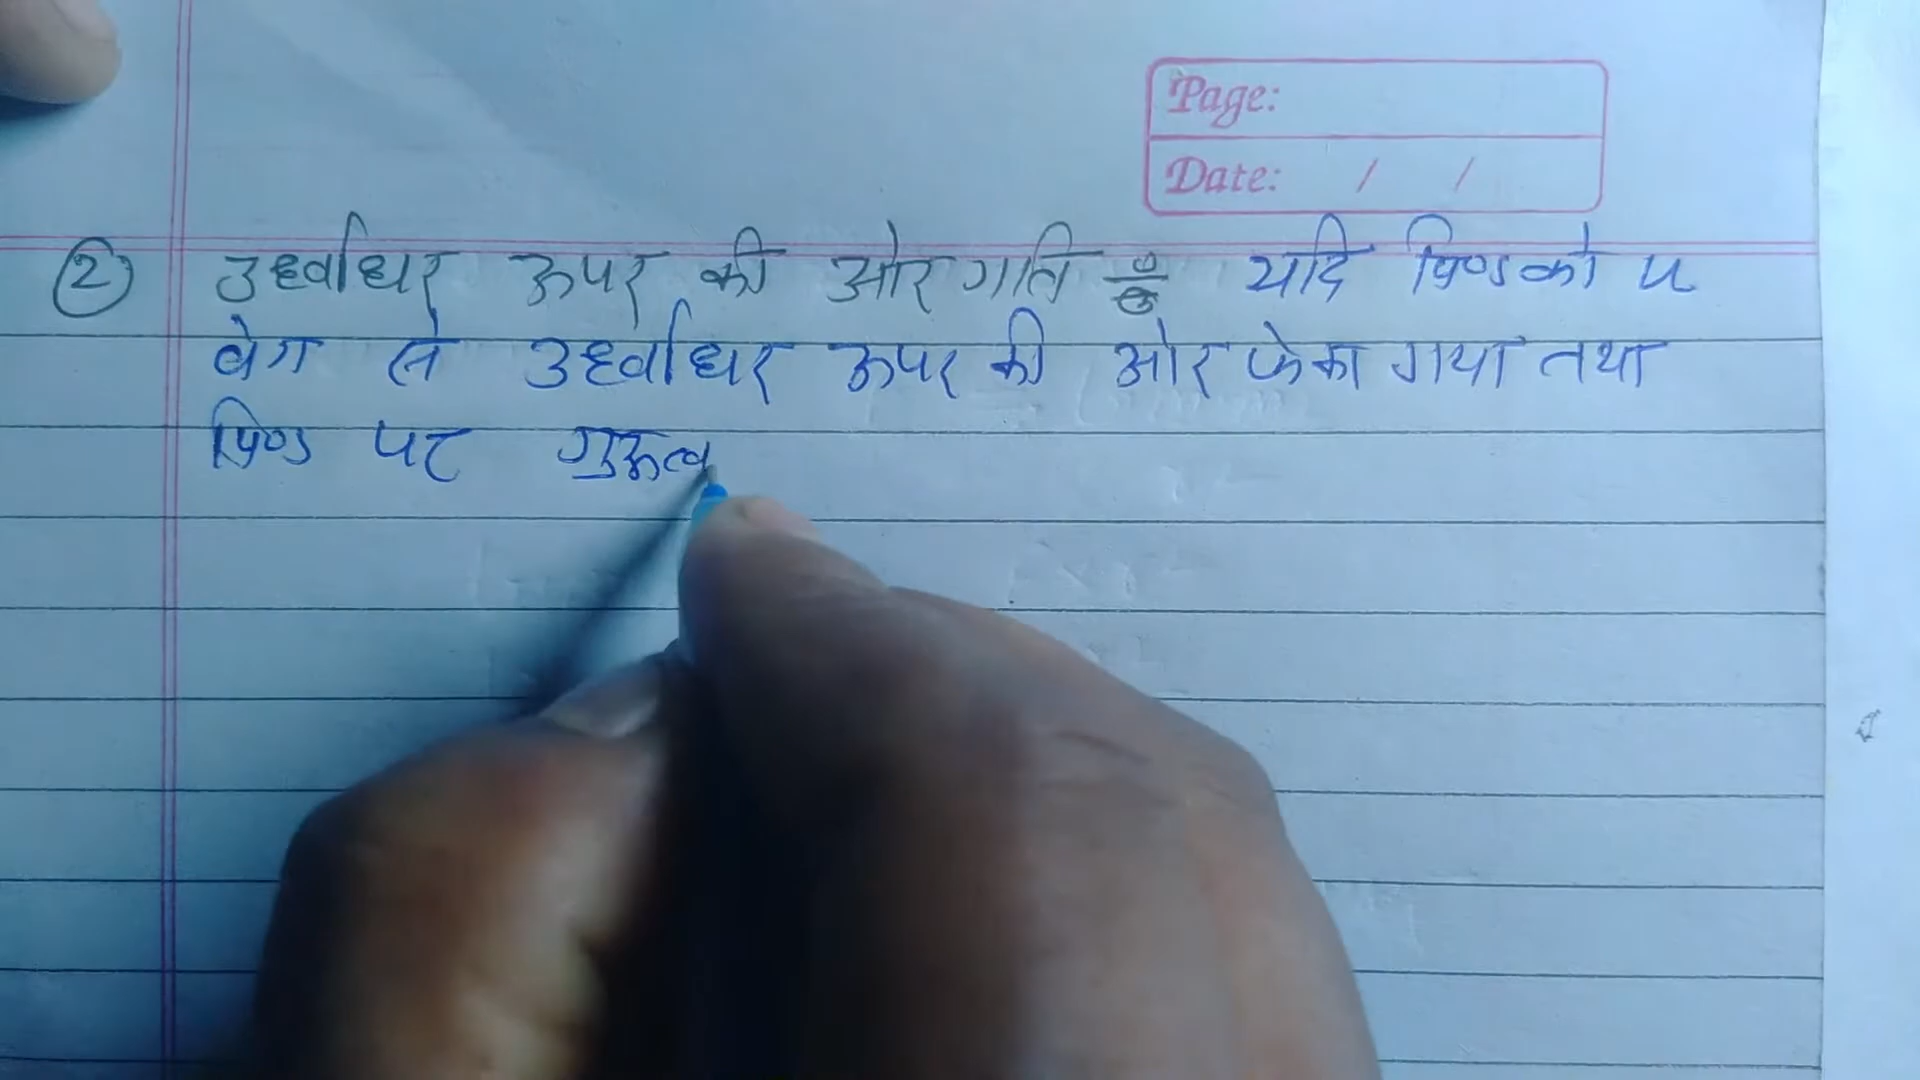 Page:
Date: / /
② उर्ध्वाधर ऊपर की ओर गति ÷ यदि पिण्ड को u
वेग से उर्ध्वाधर ऊपर की ओर फेका गया तथा
पिण्ड पर गुरूत्व